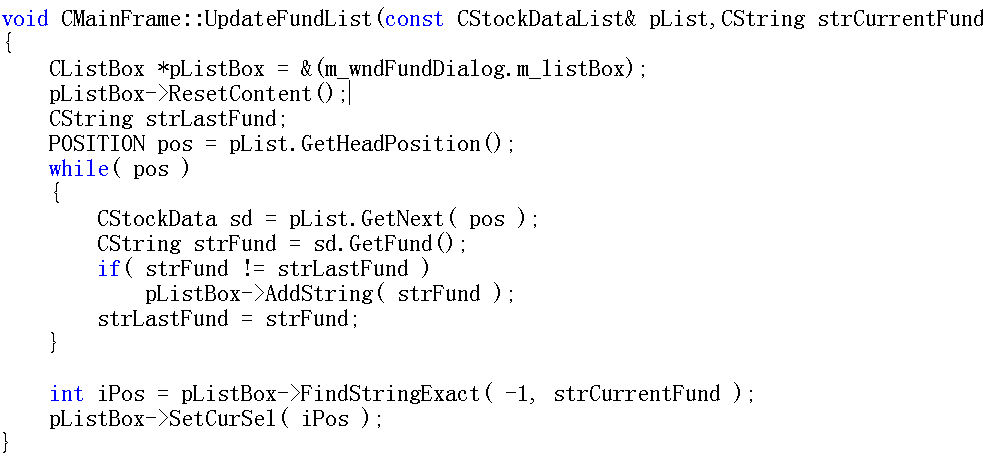 void CMainFrame::UpdateFundList(const CStockDataList& pList,CString strCurrentFund
{
    CListBox *pListBox = &(m_wndFundDialog.m_listBox);
    pListBox->ResetContent();
    CString strLastFund;
    POSITION pos = pList.GetHeadPosition();
    while( pos )
    {
        CStockData sd = pList.GetNext( pos );
        CString strFund = sd.GetFund();
        if( strFund != strLastFund )
            pListBox->AddString( strFund );
        strLastFund = strFund;
    }

    int iPos = pListBox->FindStringExact( -1, strCurrentFund );
    pListBox->SetCurSel( iPos );
}